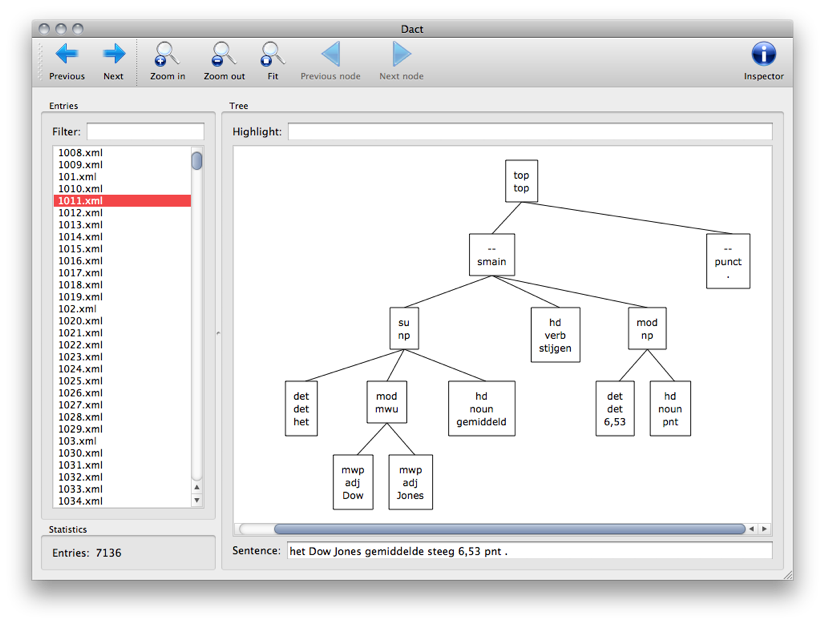 Dact
Previous Next Zoom in Zoom out Fit Previous node Next node Inspector
Entries
Filter:
1008.xml
1009.xml
101.xml
1010.xml
1011.xml
1012.xml
1013.xml
1014.xml
1015.xml
1016.xml
1017.xml
1018.xml
1019.xml
102.xml
1020.xml
1021.xml
1022.xml
1023.xml
1024.xml
1025.xml
1026.xml
1027.xml
1028.xml
1029.xml
103.xml
1030.xml
1031.xml
1032.xml
1033.xml
1034.xml
Statistics
Entries: 7136
Tree
Highlight:
top
top
--
smain
--
punct
.
su
np
hd
verb
stijgen
mod
np
det
det
het
mod
mwu
hd
noun
gemiddeld
det
det
6,53
hd
noun
pnt
mwp
adj
Dow
mwp
adj
Jones
Sentence: het Dow Jones gemiddelde steeg 6,53 pnt .